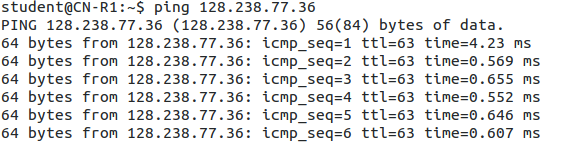 student@CN-R1:~$ ping 128.238.77.36
PING 128.238.77.36 (128.238.77.36) 56(84) bytes of data.
64 bytes from 128.238.77.36: icmp_seq=1 ttl=63 time=4.23 ms
64 bytes from 128.238.77.36: icmp_seq=2 ttl=63 time=0.569 ms
64 bytes from 128.238.77.36: icmp_seq=3 ttl=63 time=0.655 ms
64 bytes from 128.238.77.36: icmp_seq=4 ttl=63 time=0.552 ms
64 bytes from 128.238.77.36: icmp_seq=5 ttl=63 time=0.646 ms
64 bytes from 128.238.77.36: icmp_seq=6 ttl=63 time=0.607 ms